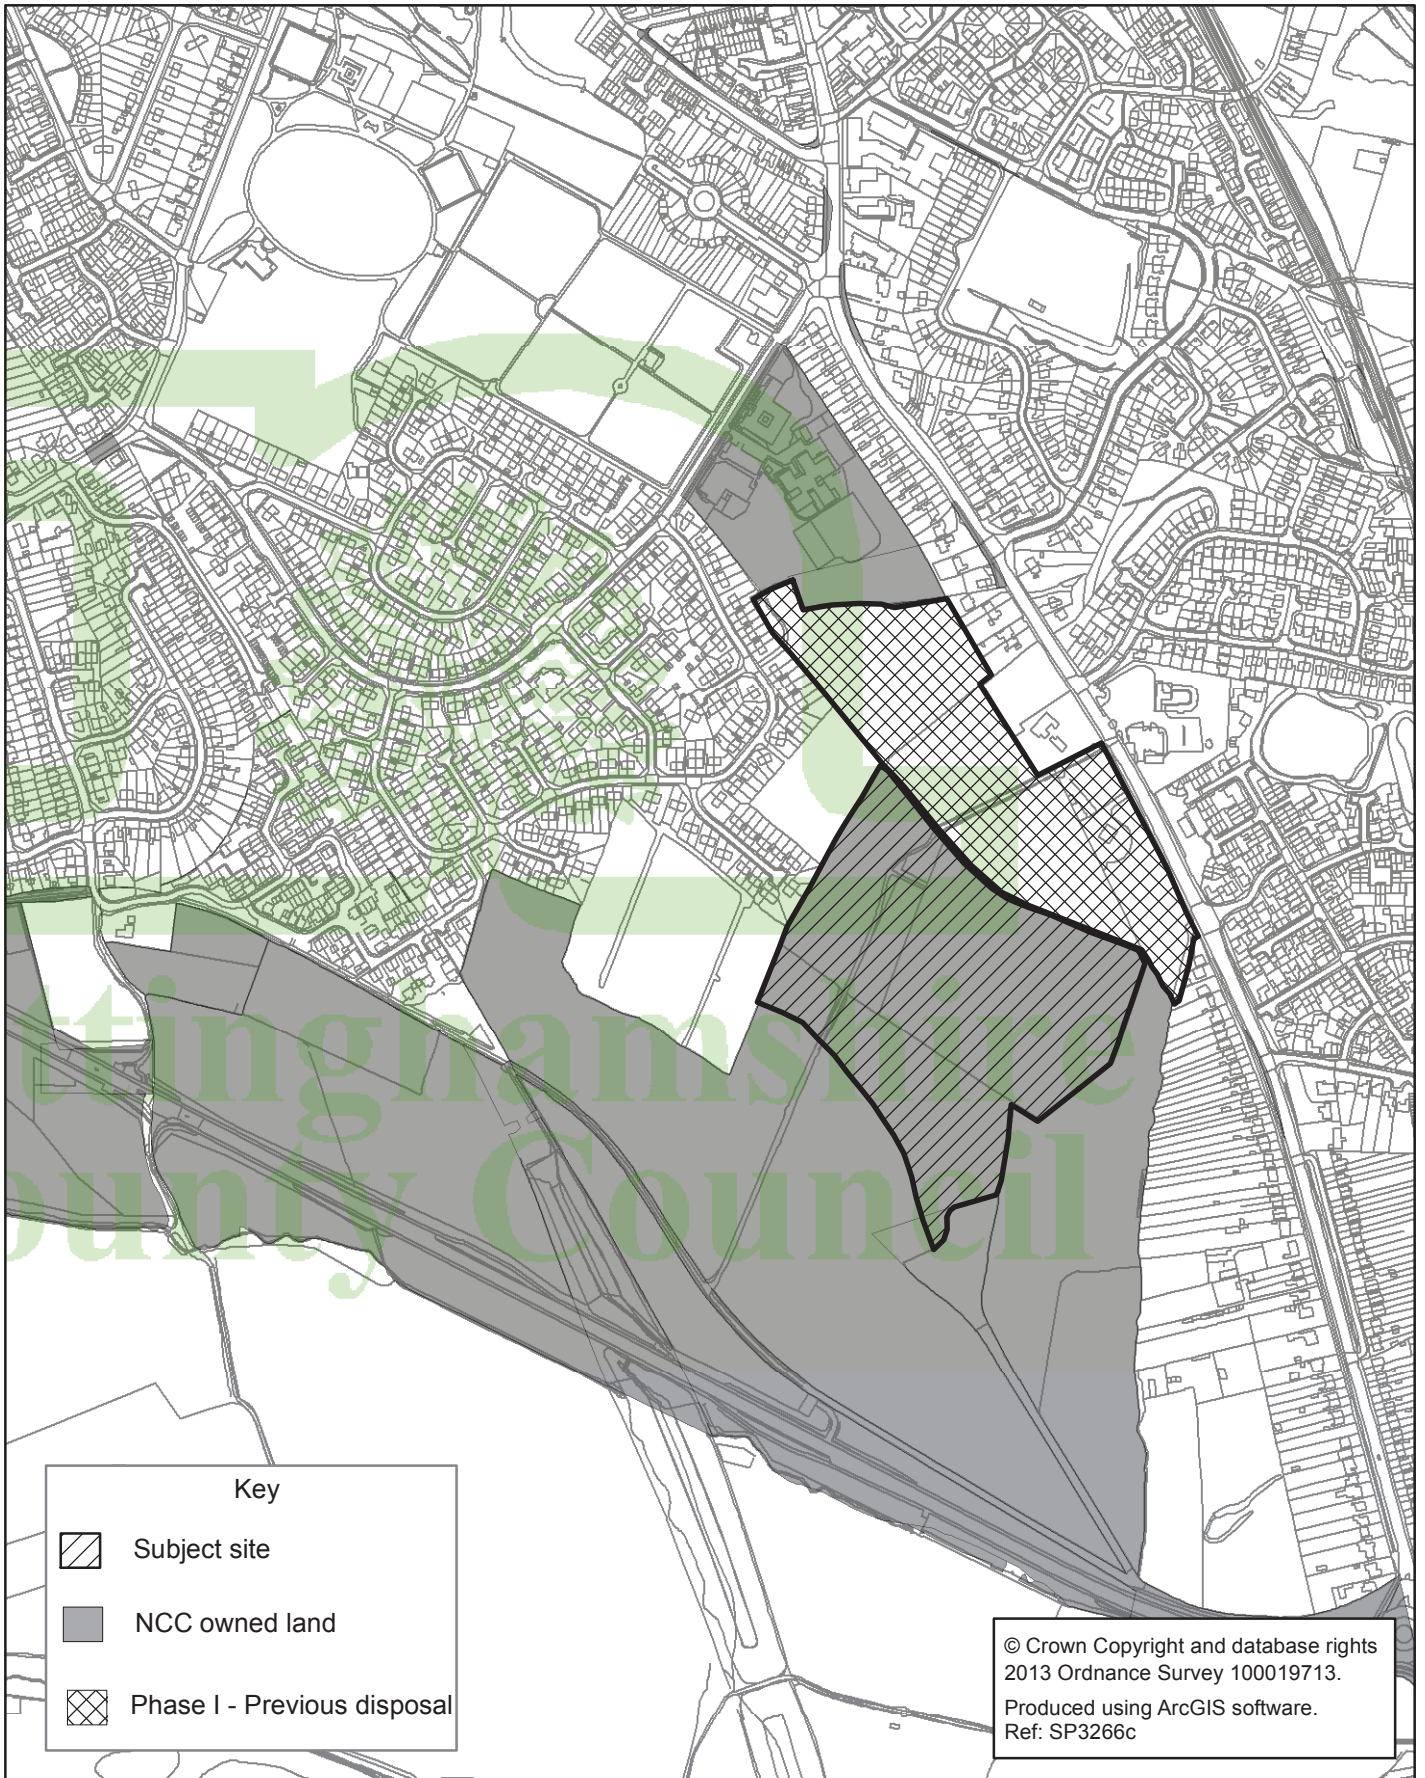 ttinghamshire
ounty Council
Key
Subject site
NCC owned land
Phase I - Previous disposal
© Crown Copyright and database rights
2013 Ordnance Survey 100019713.
Produced using ArcGIS software.
Ref: SP3266c